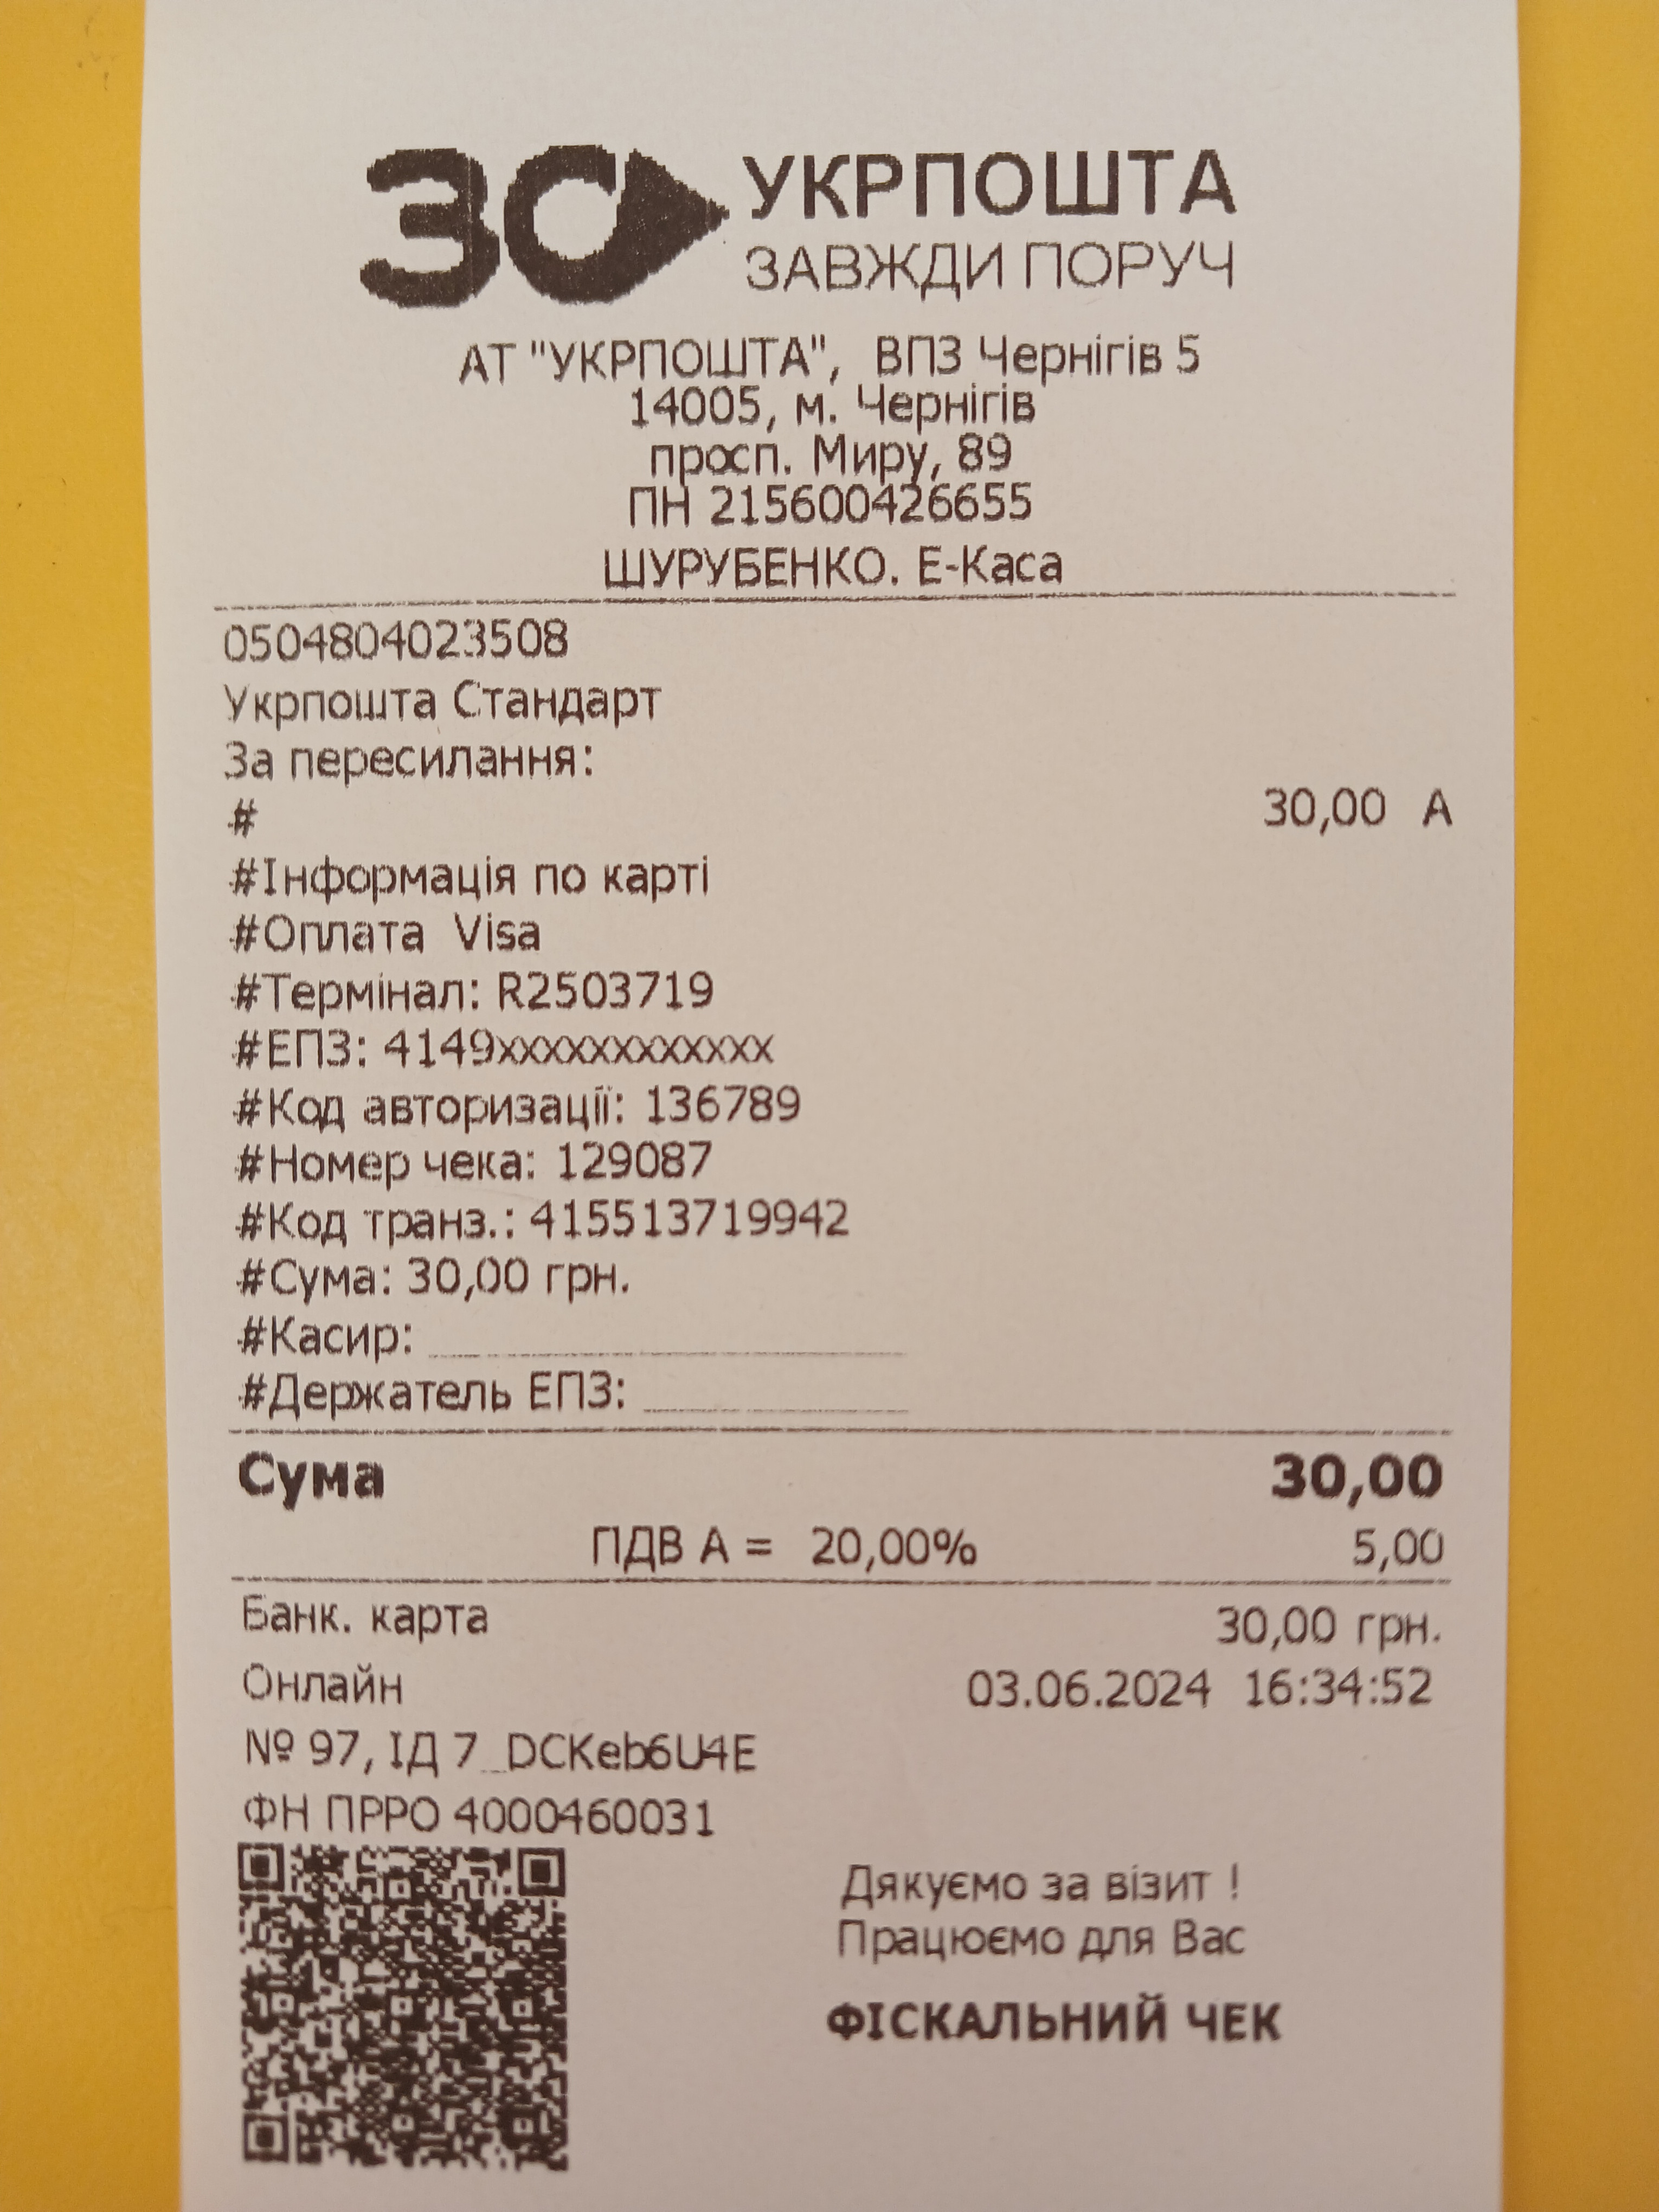 УКРПОШТА
ЗАВЖДИ ПОРУЧ
АТ "УКРПОШТА", ВПЗ Чернігів 5
14005, м. Чернігів
просп. Миру, 89
ПН 215600426655
ШУРУБЕНКО. Е-Каса
0504804023508
Укрпошта Стандарт
За пересилання:
# 30,00 А
#Інформація по карті
#Оплата Visa
#Термінал: R2503719
#ЕПЗ: 4149xxxxxxxxxxxx
#Код авторизації: 136789
#Номер чека: 129087
#Код транз.: 415513719942
#Сума: 30,00 грн.
#Касир: ____________________
#Держатель ЕПЗ: ___________
Сума 30,00
ПДВ А = 20,00% 5,00
Банк. карта 30,00 грн.
Онлайн 03.06.2024 16:34:52
№ 97, ІД 7_DCKeb6U4E
ФН ПРРО 4000460031
Дякуємо за візит !
Працюємо для Вас
ФІСКАЛЬНИЙ ЧЕК